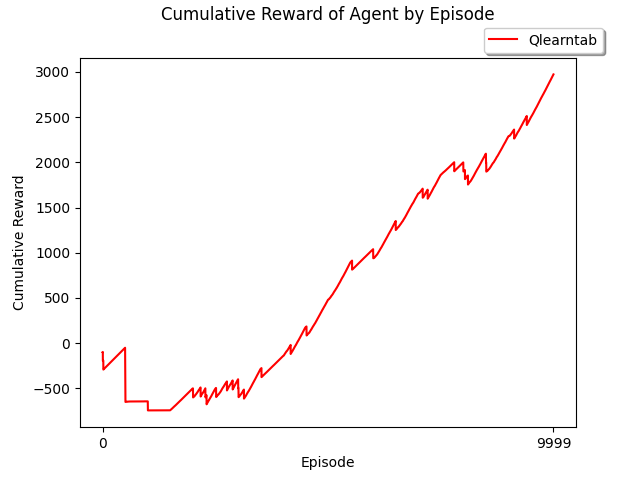 Cumulative Reward of Agent by Episode
Qlearntab
3000
2500
2000
1500
1000
500
0
−500
Cumulative Reward
0
9999
Episode